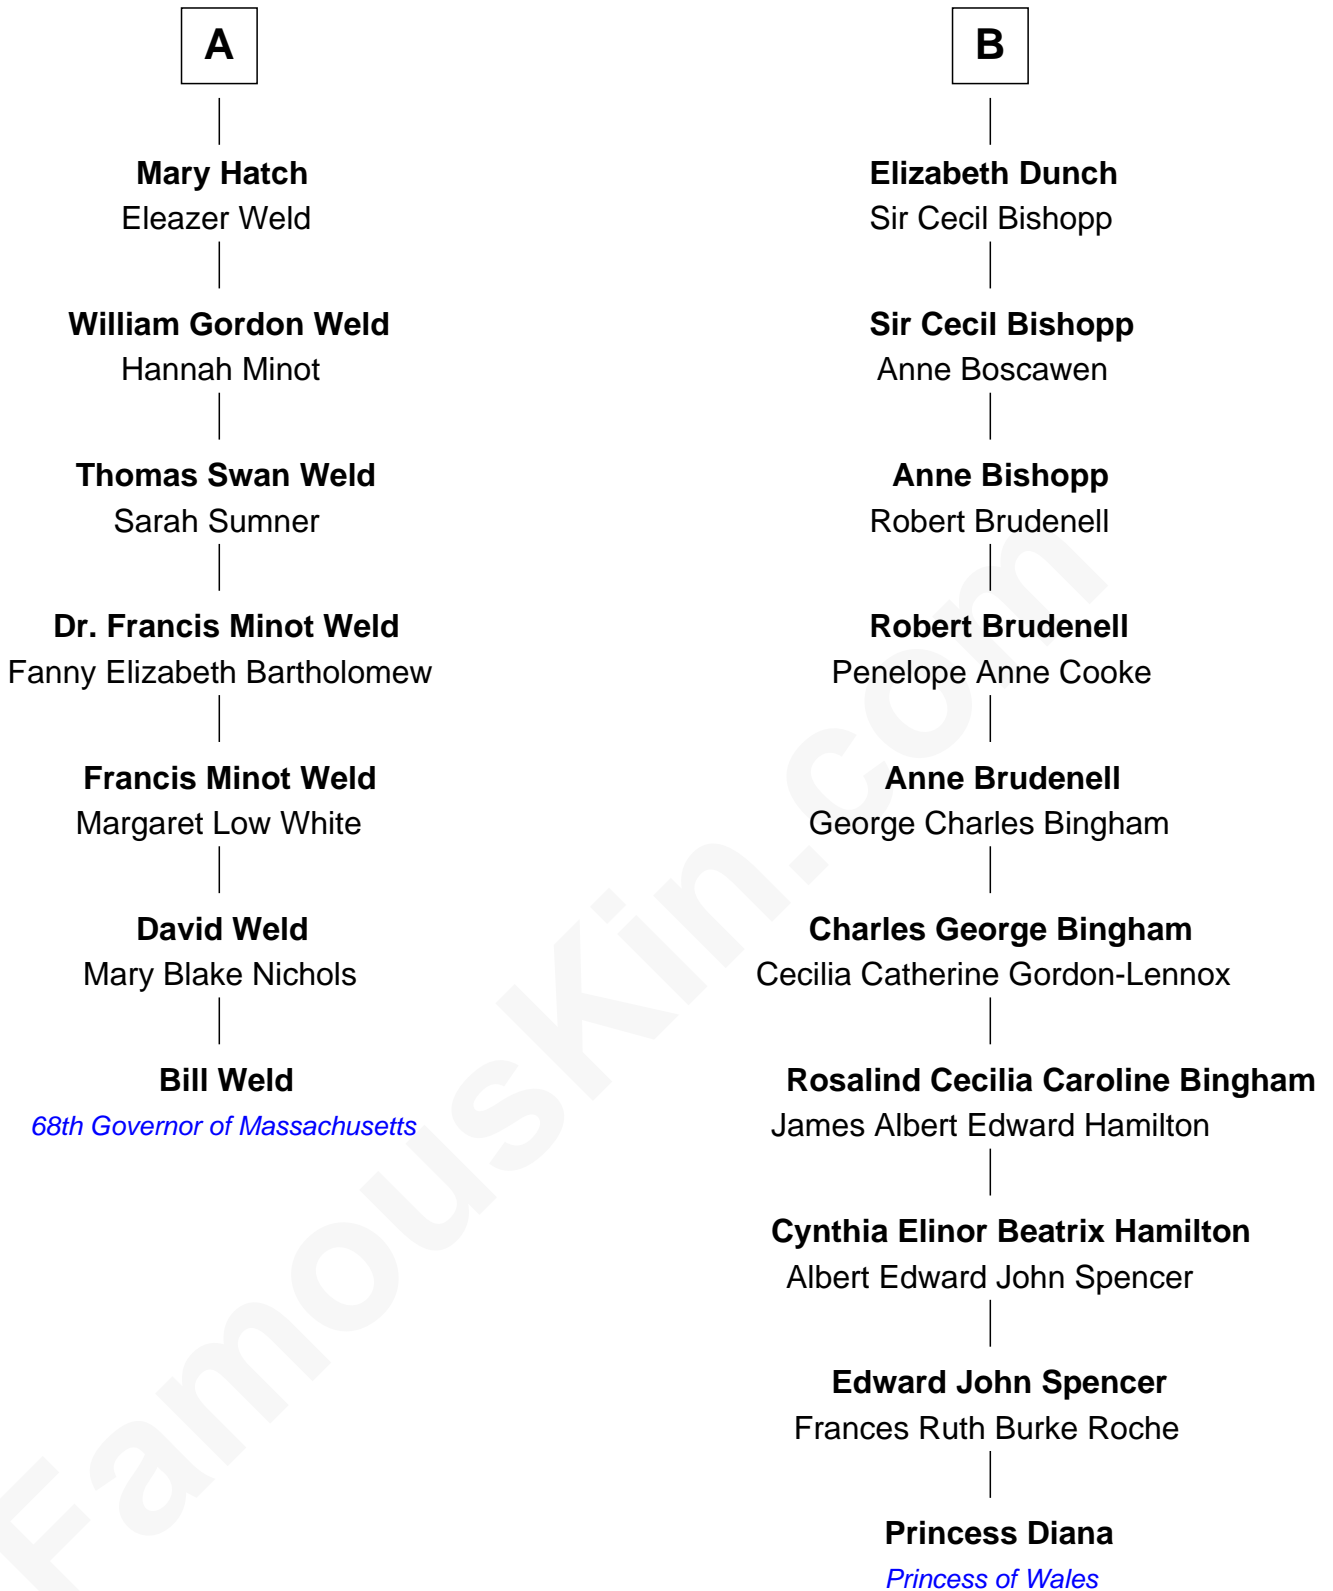 A
Mary Hatch
Eleazer Weld
William Gordon Weld
Hannah Minot
Thomas Swan Weld
Sarah Sumner
Dr. Francis Minot Weld
Fanny Elizabeth Bartholomew
Francis Minot Weld
Margaret Low White
David Weld
Mary Blake Nichols
Bill Weld
68th Governor of Massachusetts
B
Elizabeth Dunch
Sir Cecil Bishopp
Sir Cecil Bishopp
Anne Boscawen
Anne Bishopp
Robert Brudenell
Robert Brudenell
Penelope Anne Cooke
Anne Brudenell
George Charles Bingham
Charles George Bingham
Cecilia Catherine Gordon-Lennox
Rosalind Cecilia Caroline Bingham
James Albert Edward Hamilton
Cynthia Elinor Beatrix Hamilton
Albert Edward John Spencer
Edward John Spencer
Frances Ruth Burke Roche
Princess Diana
Princess of Wales
FamousKin.com